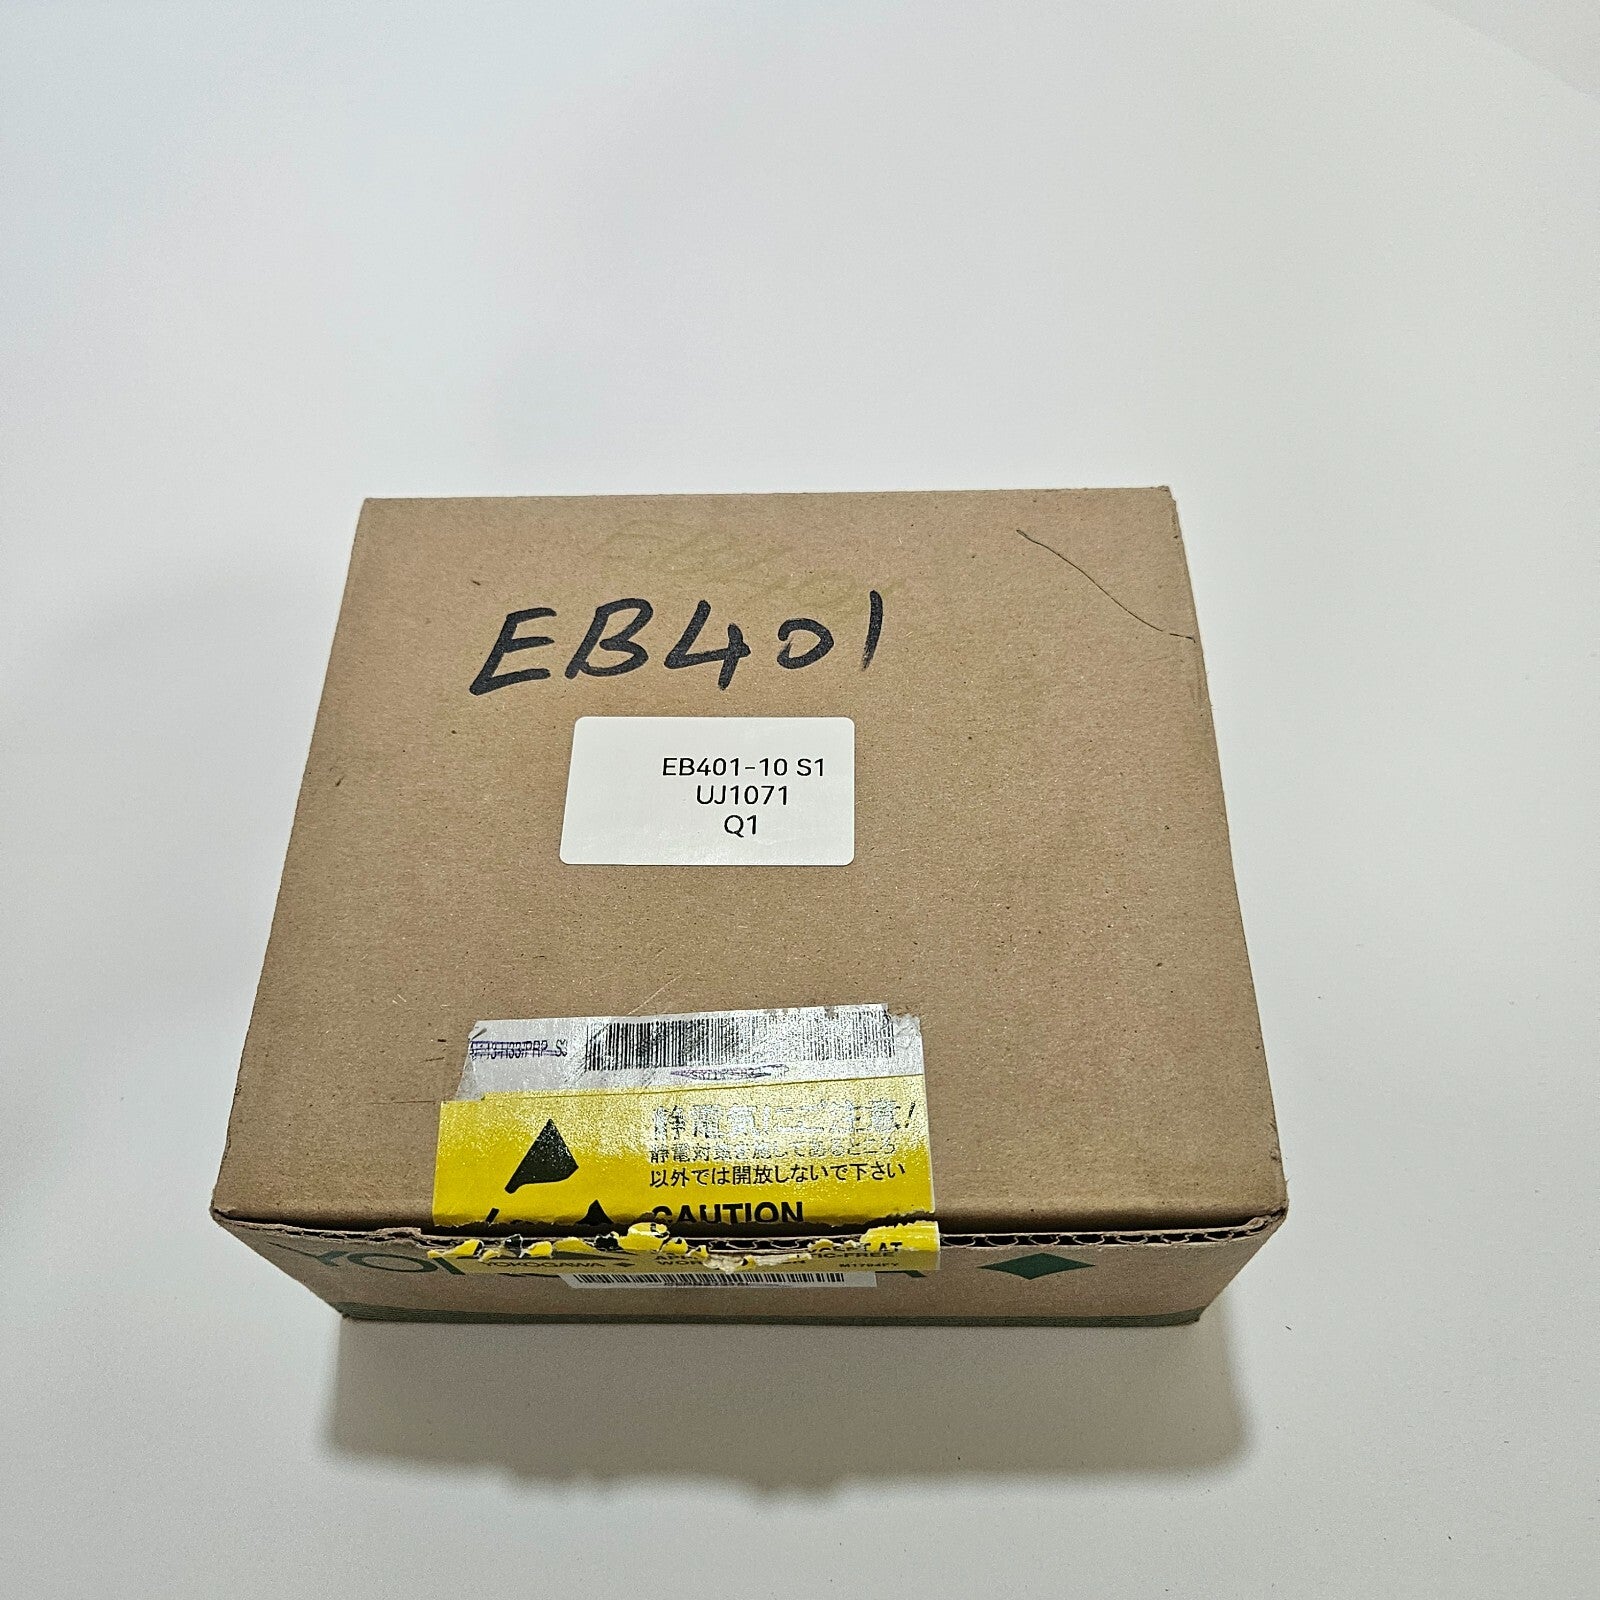 EB401
EB401-10 S1
UJ1071
Q1
静電気にご注意!
静電対策を施してあるところ
以外では開放しないで下さい
CAUTION
YOKOGAWA
M1794FY